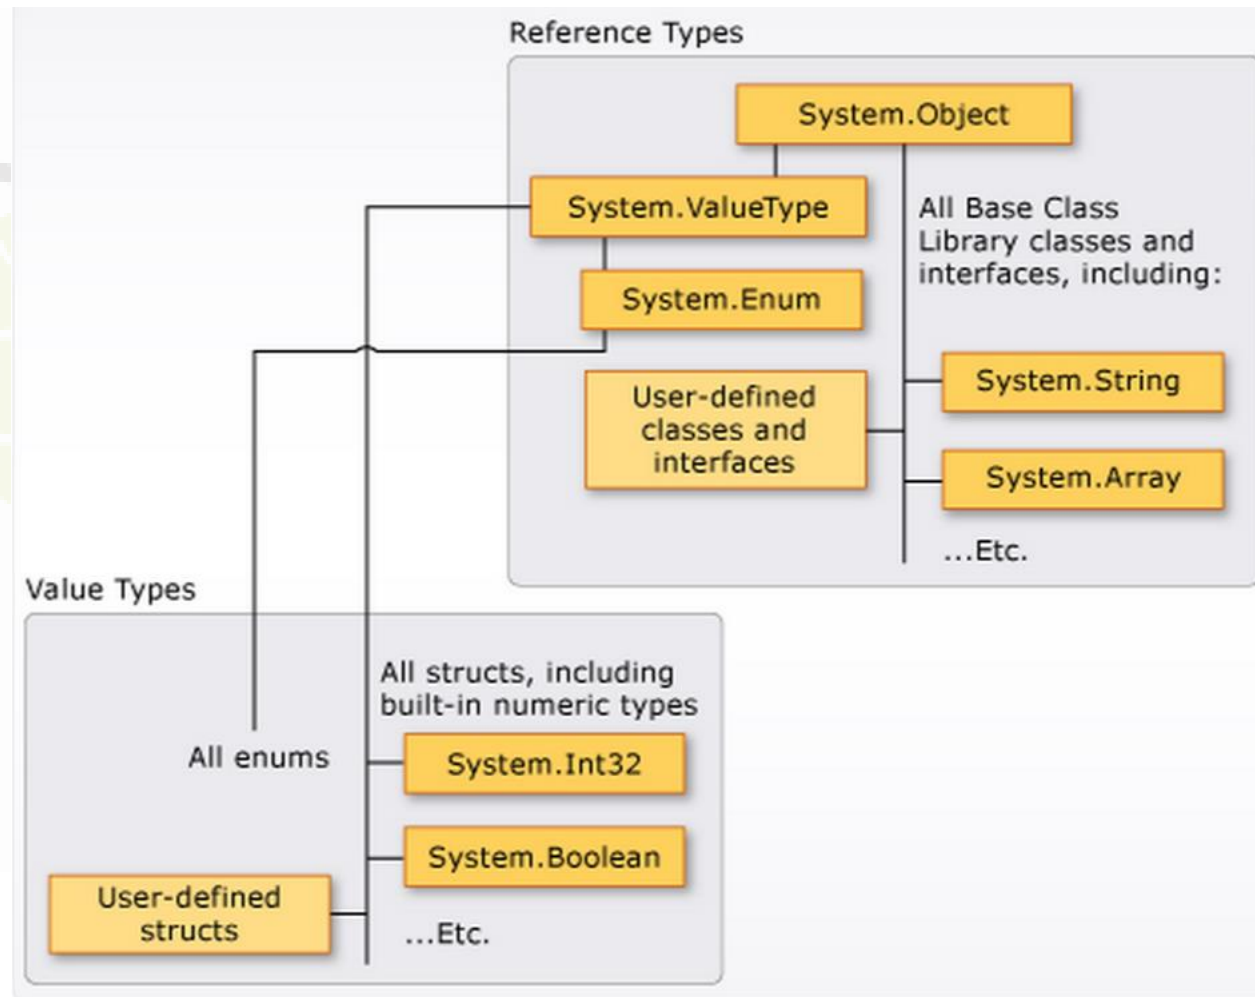 Reference Types
System.Object
System.ValueType
All Base Class
Library classes and
interfaces, including:
System.Enum
System.String
User-defined
classes and
interfaces
System.Array
...Etc.
Value Types
All structs, including
built-in numeric types
All enums
System.Int32
System.Boolean
User-defined
structs
...Etc.